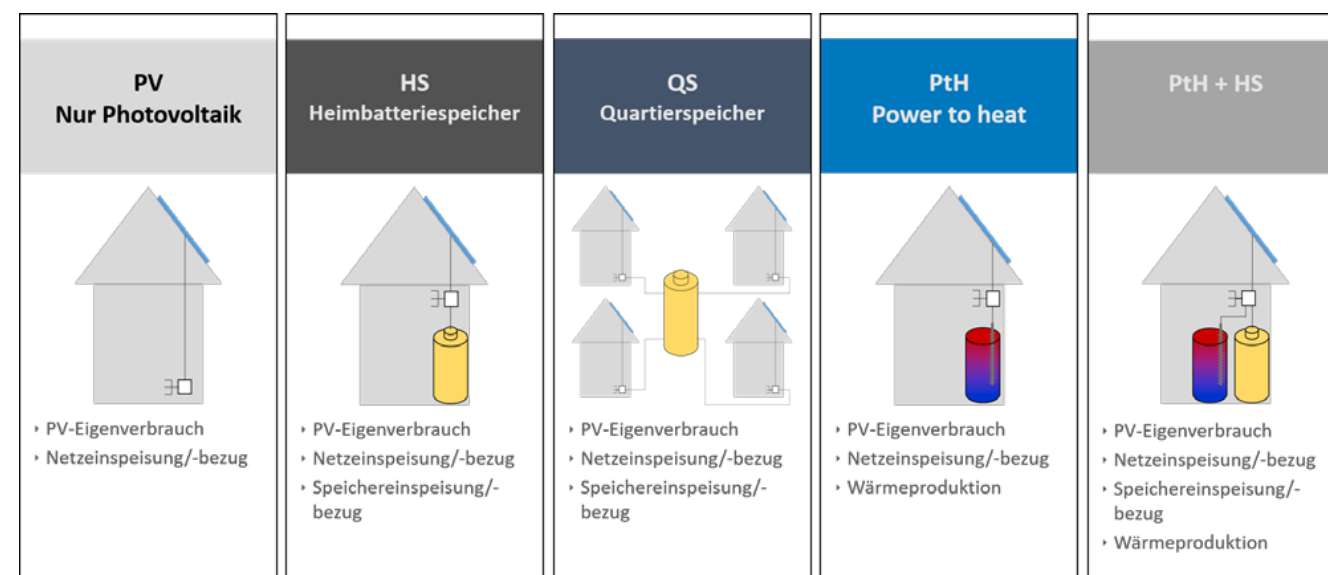 PV
Nur Photovoltaik
‣ PV-Eigenverbrauch
‣ Netzeinspeisung/-bezug
HS
Heimbatteriespeicher
‣ PV-Eigenverbrauch
‣ Netzeinspeisung/-bezug
‣ Speichereinspeisung/-
bezug
QS
Quartierspeicher
‣ PV-Eigenverbrauch
‣ Netzeinspeisung/-bezug
‣ Speichereinspeisung/-
bezug
PtH
Power to heat
‣ PV-Eigenverbrauch
‣ Netzeinspeisung/-bezug
‣ Wärmeproduktion
PtH + HS
‣ PV-Eigenverbrauch
‣ Netzeinspeisung/-bezug
‣ Speichereinspeisung/-
bezug
‣ Wärmeproduktion